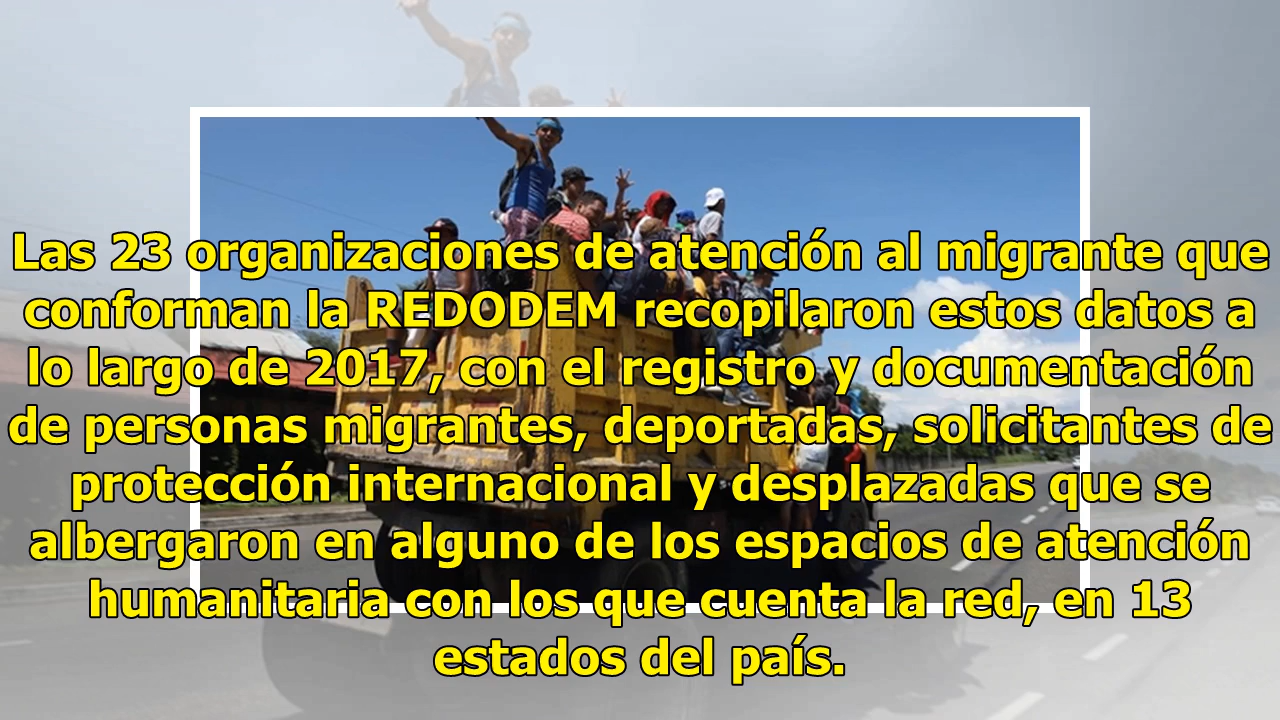 Las 23 organizaciones de atención al migrante que
conforman la REDODEM recopilaron estos datos a
lo largo de 2017, con el registro y documentación
de personas migrantes, deportadas, solicitantes de
protección internacional y desplazadas que se
albergaron en alguno de los espacios de atención
humanitaria con los que cuenta la red, en 13
estados del país.